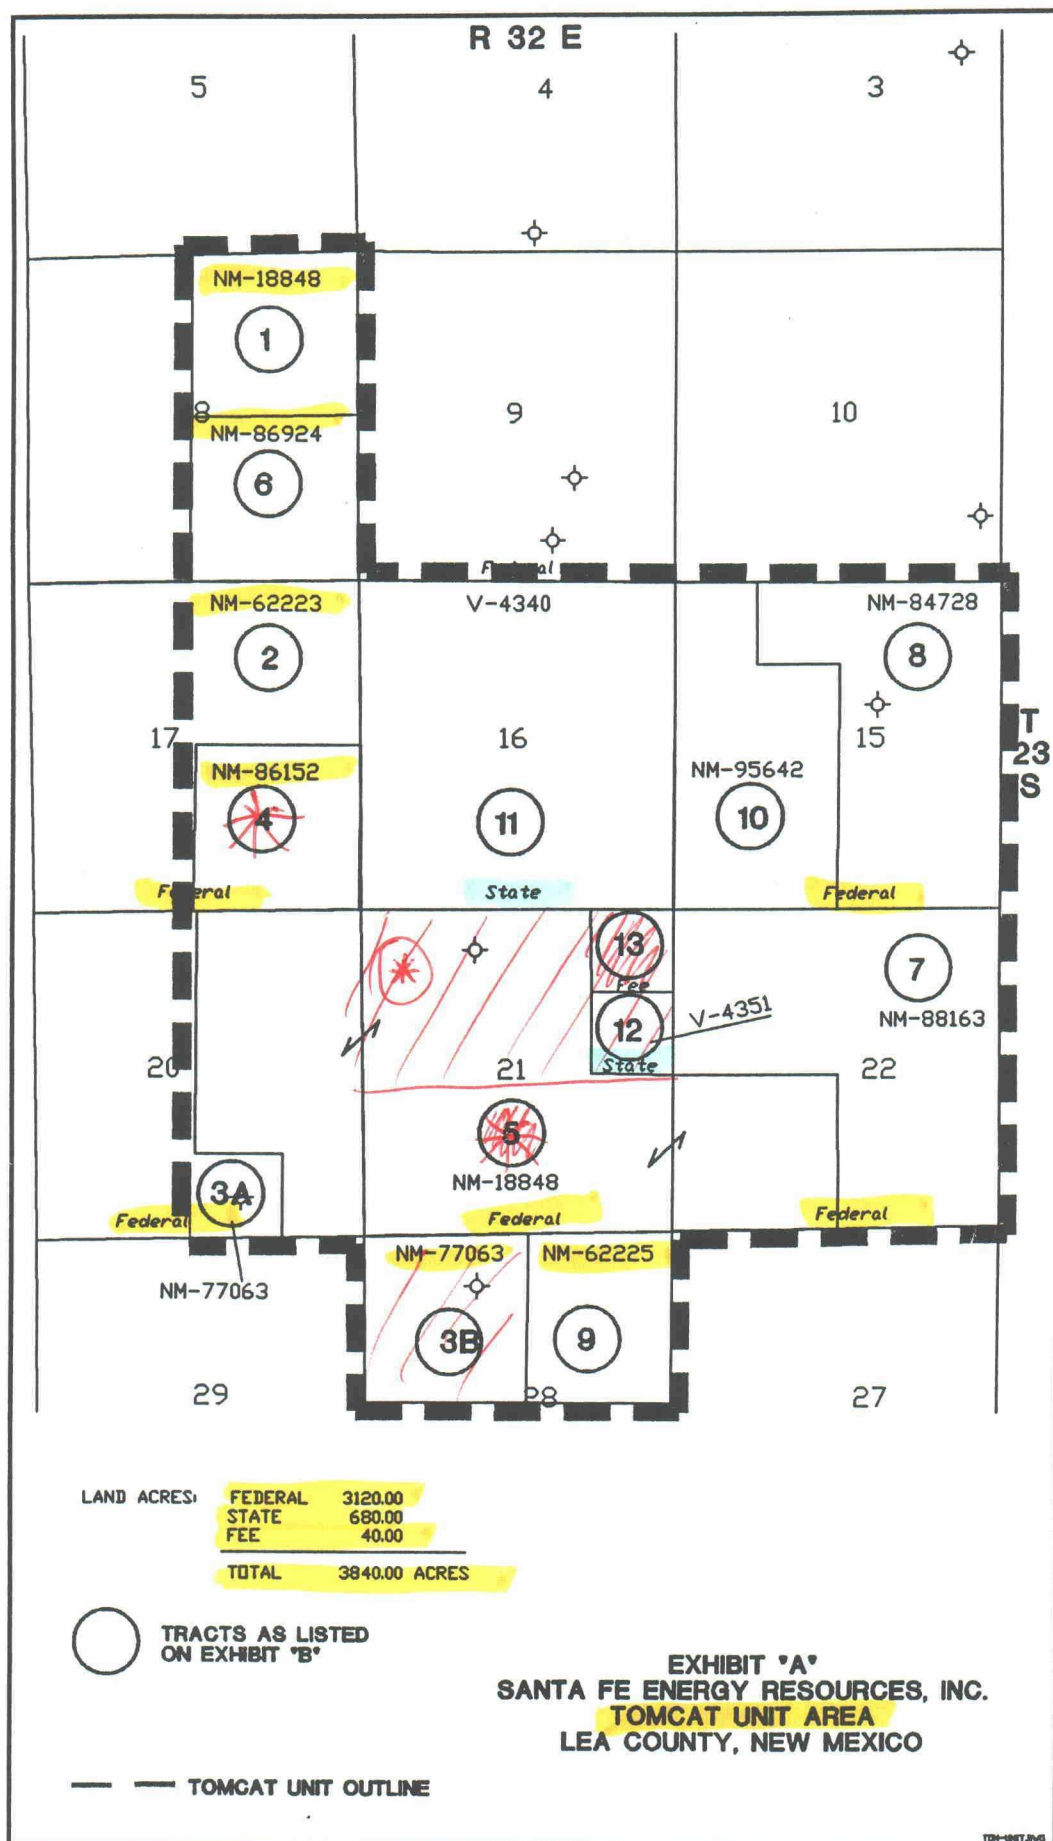 R 32 E
5
4
3
NM-18848
1
8
9
10
NM-86924
6
Federal
NM-62223
V-4340
NM-84728
2
8
T
23
S
17
16
15
NM-86152
NM-95642
4
11
10
Federal
State
Federal
13
Fee
7
12
V-4351
NM-88163
State
20
21
22
5
NM-18848
3A
Federal
Federal
Federal
NM-77063
NM-62225
NM-77063
3B
9
29
28
27
LAND ACRES:
FEDERAL 3120.00
STATE 680.00
FEE 40.00
TOTAL 3840.00 ACRES
TRACTS AS LISTED
ON EXHIBIT "B"
EXHIBIT "A"
SANTA FE ENERGY RESOURCES, INC.
TOMCAT UNIT AREA
LEA COUNTY, NEW MEXICO
TOMCAT UNIT OUTLINE